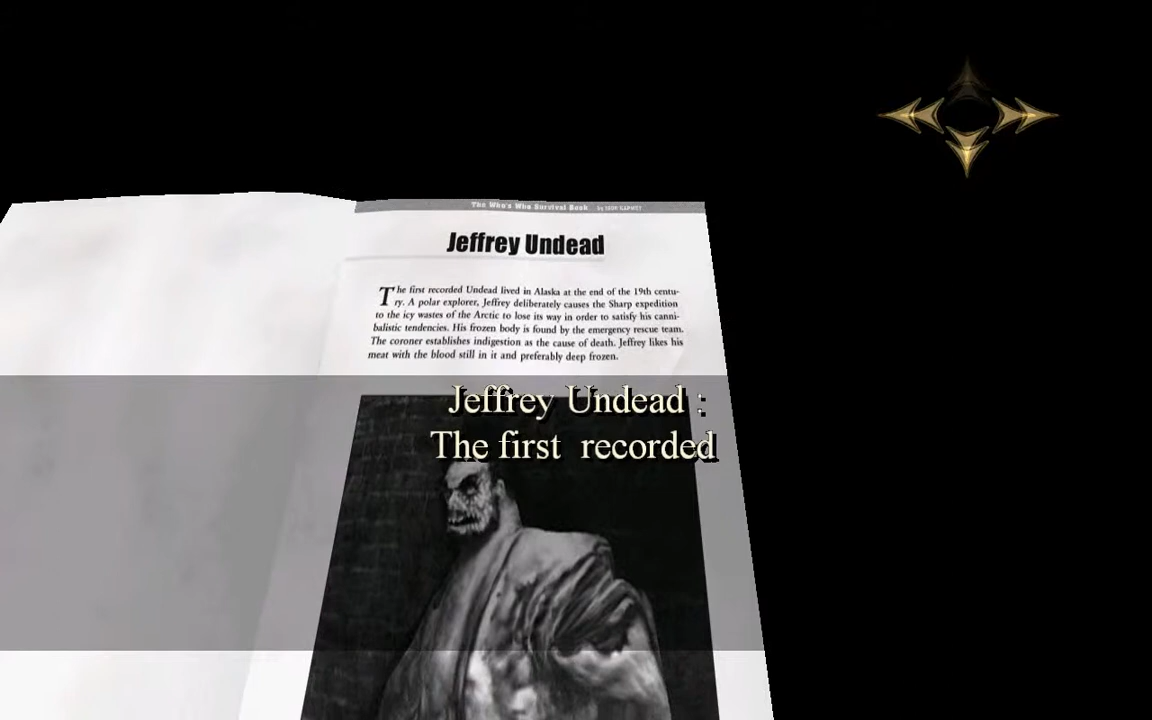 The Who's Who Survival Book
Jeffrey Undead
The first recorded Undead lived in Alaska at the end of the 19th centu-
ry. A polar explorer, Jeffrey deliberately causes the Sharp expedition
to the icy wastes of the Arctic to lose its way in order to satisfy his canni-
balistic tendencies. His frozen body is found by the emergency rescue team.
The coroner establishes indigestion as the cause of death. Jeffrey likes his
meat with the blood still in it and preferably deep frozen.
Jeffrey Undead :
The first recorded